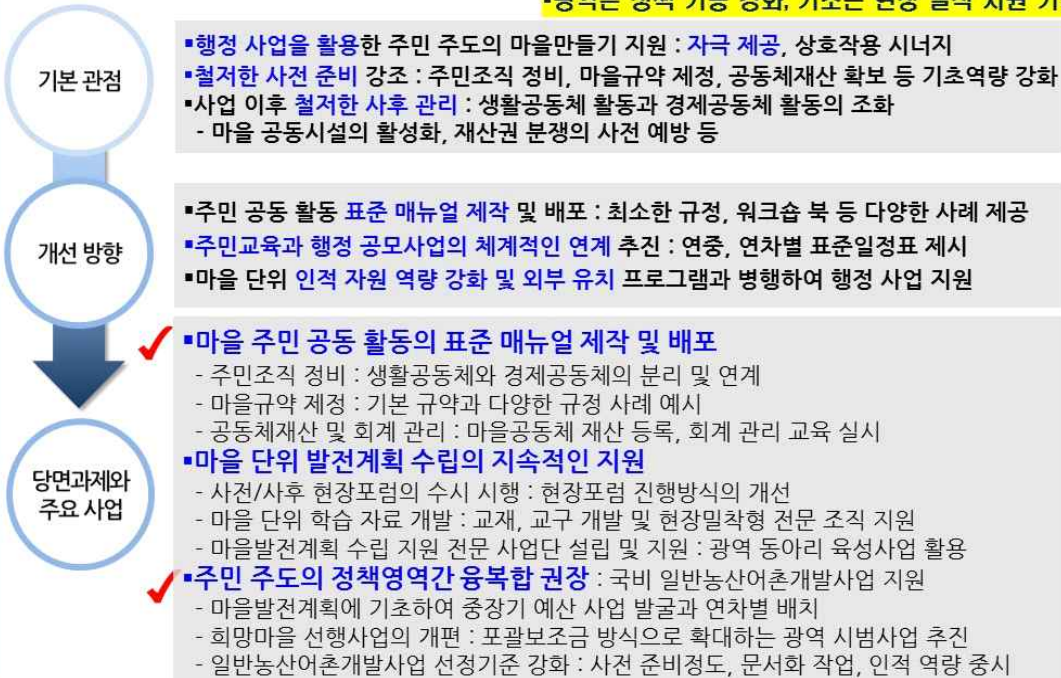 ▪광역은 정책 기능 강화, 기초는 현장 밀착 지원 기
기본 관점
▪행정 사업을 활용한 주민 주도의 마을만들기 지원 : 자극 제공, 상호작용 시너지
▪철저한 사전 준비 강조 : 주민조직 정비, 마을규약 제정, 공동체재산 확보 등 기초역량 강화
▪사업 이후 철저한 사후 관리 : 생활공동체 활동과 경제공동체 활동의 조화
- 마을 공동시설의 활성화, 재산권 분쟁의 사전 예방 등
개선 방향
▪주민 공동 활동 표준 매뉴얼 제작 및 배포 : 최소한 규정, 워크숍 북 등 다양한 사례 제공
▪주민교육과 행정 공모사업의 체계적인 연계 추진 : 연중, 연차별 표준일정표 제시
▪마을 단위 인적 자원 역량 강화 및 외부 유치 프로그램과 병행하여 행정 사업 지원
당면과제와
주요 사업
▪마을 주민 공동 활동의 표준 매뉴얼 제작 및 배포
- 주민조직 정비 : 생활공동체와 경제공동체의 분리 및 연계
- 마을규약 제정 : 기본 규약과 다양한 규정 사례 예시
- 공동체재산 및 회계 관리 : 마을공동체 재산 등록, 회계 관리 교육 실시
▪마을 단위 발전계획 수립의 지속적인 지원
- 사전/사후 현장포럼의 수시 시행 : 현장포럼 진행방식의 개선
- 마을 단위 학습 자료 개발 : 교재, 교구 개발 및 현장밀착형 전문 조직 지원
- 마을발전계획 수립 지원 전문 사업단 설립 및 지원 : 광역 동아리 육성사업 활용
▪주민 주도의 정책영역간 융복합 권장 : 국비 일반농산어촌개발사업 지원
- 마을발전계획에 기초하여 중장기 예산 사업 발굴과 연차별 배치
- 희망마을 선행사업의 개편 : 포괄보조금 방식으로 확대하는 광역 시범사업 추진
- 일반농산어촌개발사업 선정기준 강화 : 사전 준비정도, 문서화 작업, 인적 역량 중시